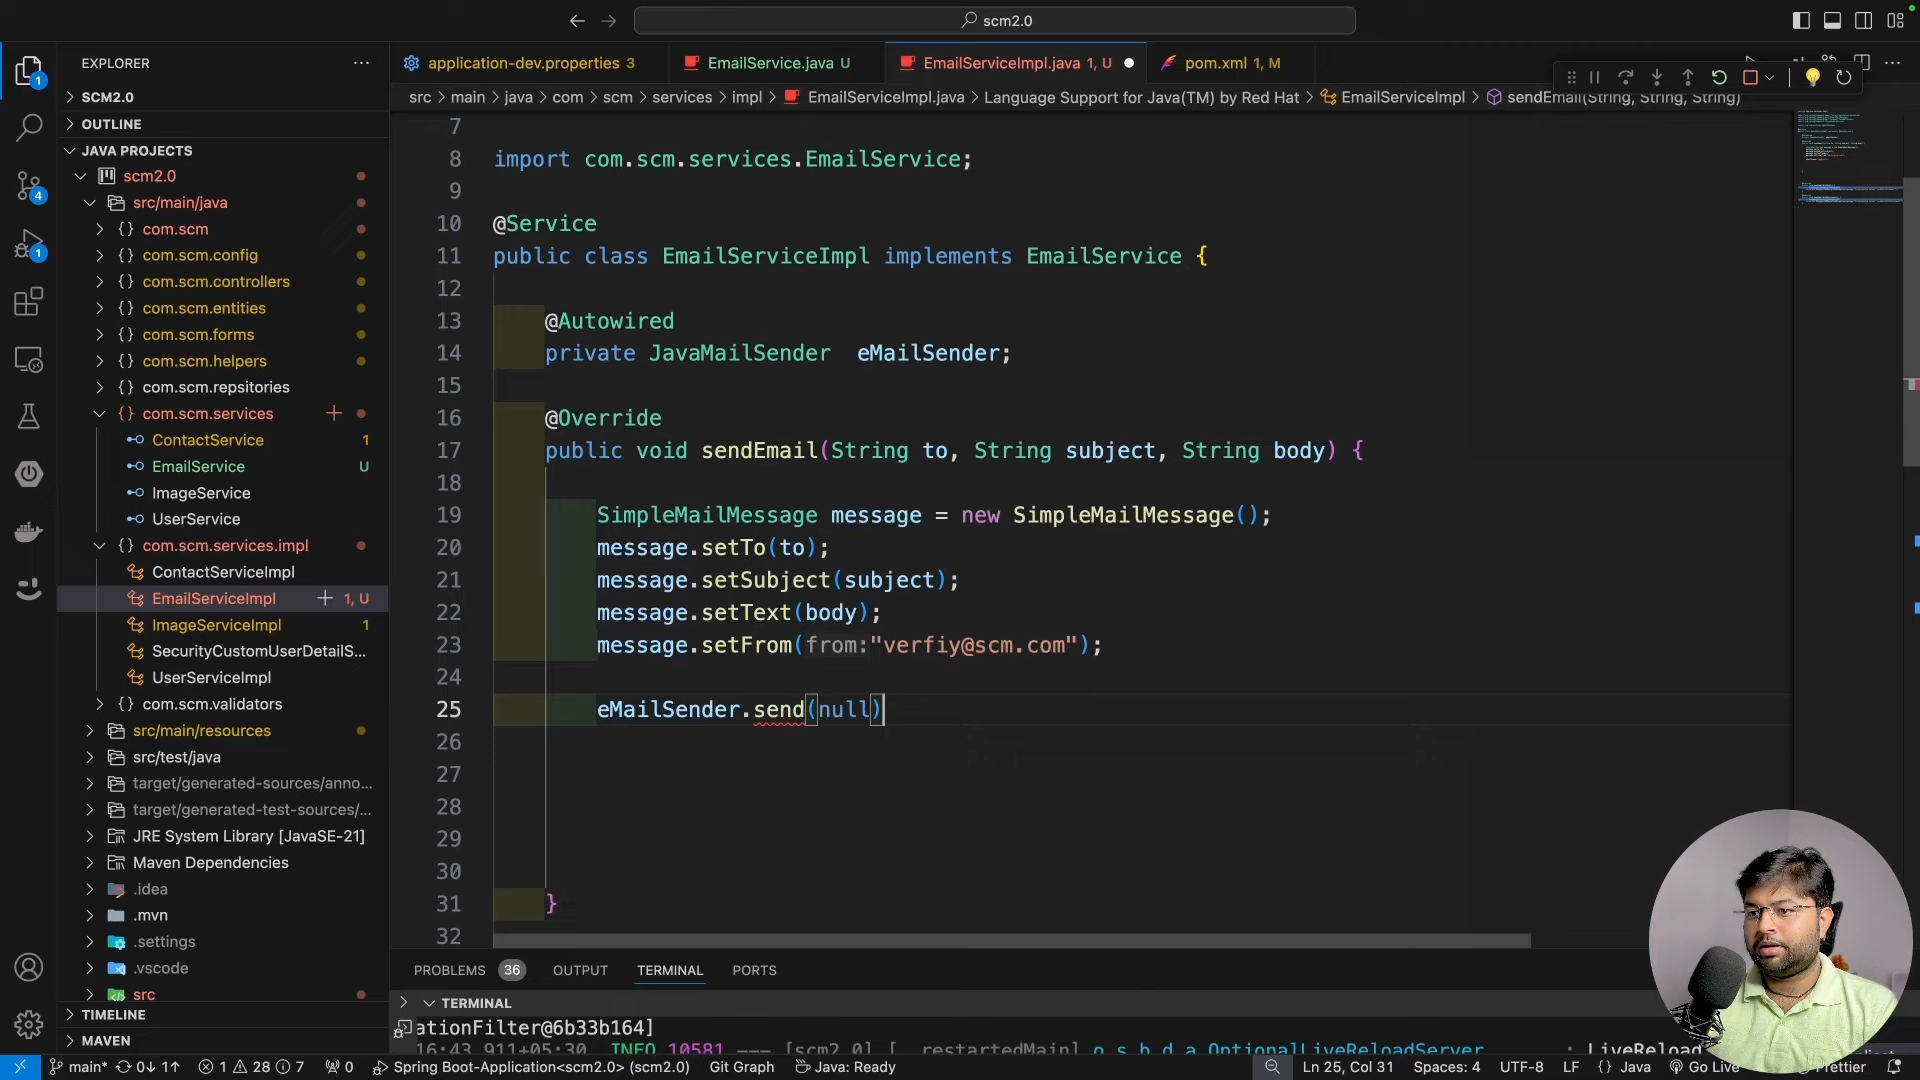 scm2.0
EXPLORER
SCM2.0
OUTLINE
JAVA PROJECTS
scm2.0
src/main/java
com.scm
com.scm.config
com.scm.controllers
com.scm.entities
com.scm.forms
com.scm.helpers
com.scm.repsitories
com.scm.services
ContactService 1
EmailService U
ImageService
UserService
com.scm.services.impl
ContactServiceImpl
EmailServiceImpl 1, U
ImageServiceImpl 1
SecurityCustomUserDetailS...
UserServiceImpl
com.scm.validators
src/main/resources
src/test/java
target/generated-sources/anno...
target/generated-test-sources/...
JRE System Library [JavaSE-21]
Maven Dependencies
.idea
.mvn
.settings
.vscode
src
TIMELINE
MAVEN
application-dev.properties 3
EmailService.java U
EmailServiceImpl.java 1, U
pom.xml 1, M
src > main > java > com > scm > services > impl > EmailServiceImpl.java > Language Support for Java(TM) by Red Hat > EmailServiceImpl > sendEmail(String, String, String)
7
8 import com.scm.services.EmailService;
9
10 @Service
11 public class EmailServiceImpl implements EmailService {
12
13 @Autowired
14 private JavaMailSender  eMailSender;
15
16 @Override
17 public void sendEmail(String to, String subject, String body) {
18
19 SimpleMailMessage message = new SimpleMailMessage();
20 message.setTo(to);
21 message.setSubject(subject);
22 message.setText(body);
23 message.setFrom(from:"verfiy@scm.com");
24
25 eMailSender.send(null)
26
27
28
29
30
31 }
32
PROBLEMS 36 OUTPUT TERMINAL PORTS
TERMINAL
ationFilter@6b33b164]
16:43.911+05:30 INFO 10581 --- [scm2.0] [ restartedMain] o.s.b.d.a.OptionalLiveReloadServer : LiveReload
main* 0↓ 1↑ 1 28 7 0 Spring Boot-Application<scm2.0> (scm2.0) Git Graph Java: Ready Ln 25, Col 31 Spaces: 4 UTF-8 LF {} Java Go Live Prettier